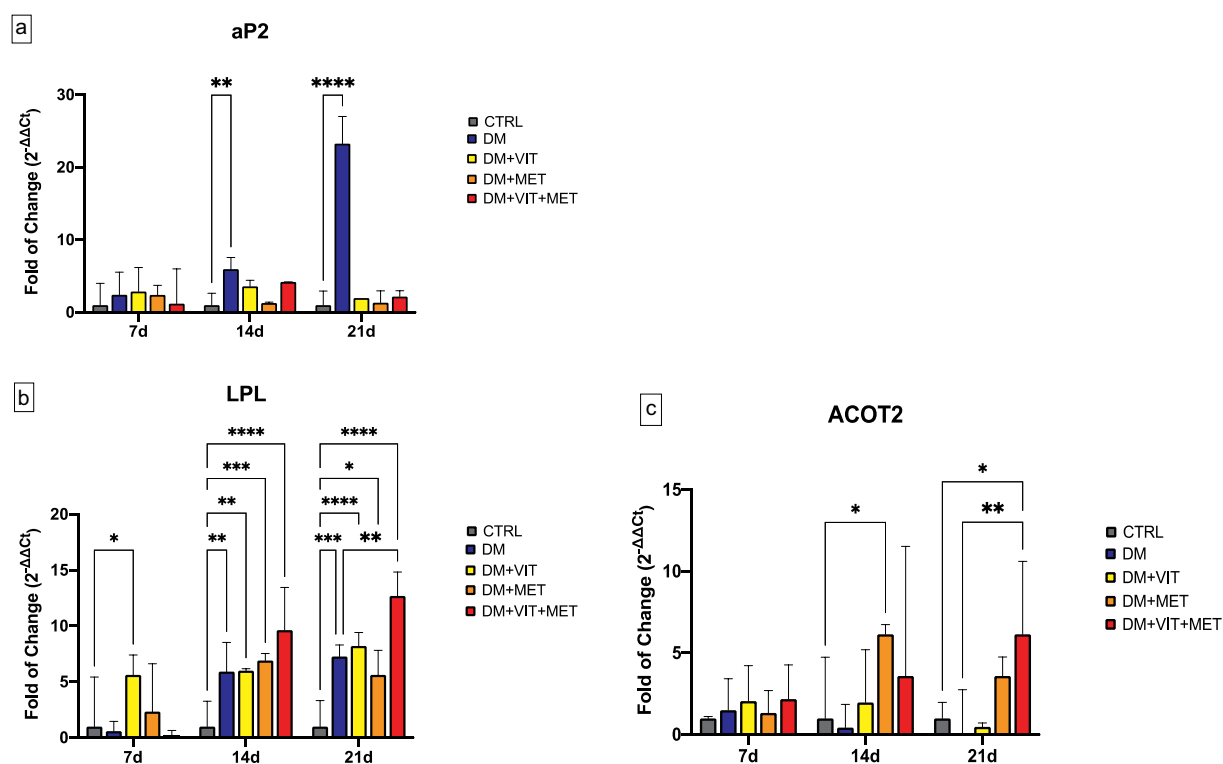 a
aP2
** ****
30
20
10
0
Fold of Change (2-ΔΔCt)
7d 14d 21d
CTRL
DM
DM+VIT
DM+MET
DM+VIT+MET
b
LPL
**** ****
*** *
** ****
* ** *** **
20
15
10
5
0
Fold of Change (2-ΔΔCt)
7d 14d 21d
CTRL
DM
DM+VIT
DM+MET
DM+VIT+MET
c
ACOT2
*
* **
15
10
5
0
Fold of Change (2-ΔΔCt)
7d 14d 21d
CTRL
DM
DM+VIT
DM+MET
DM+VIT+MET